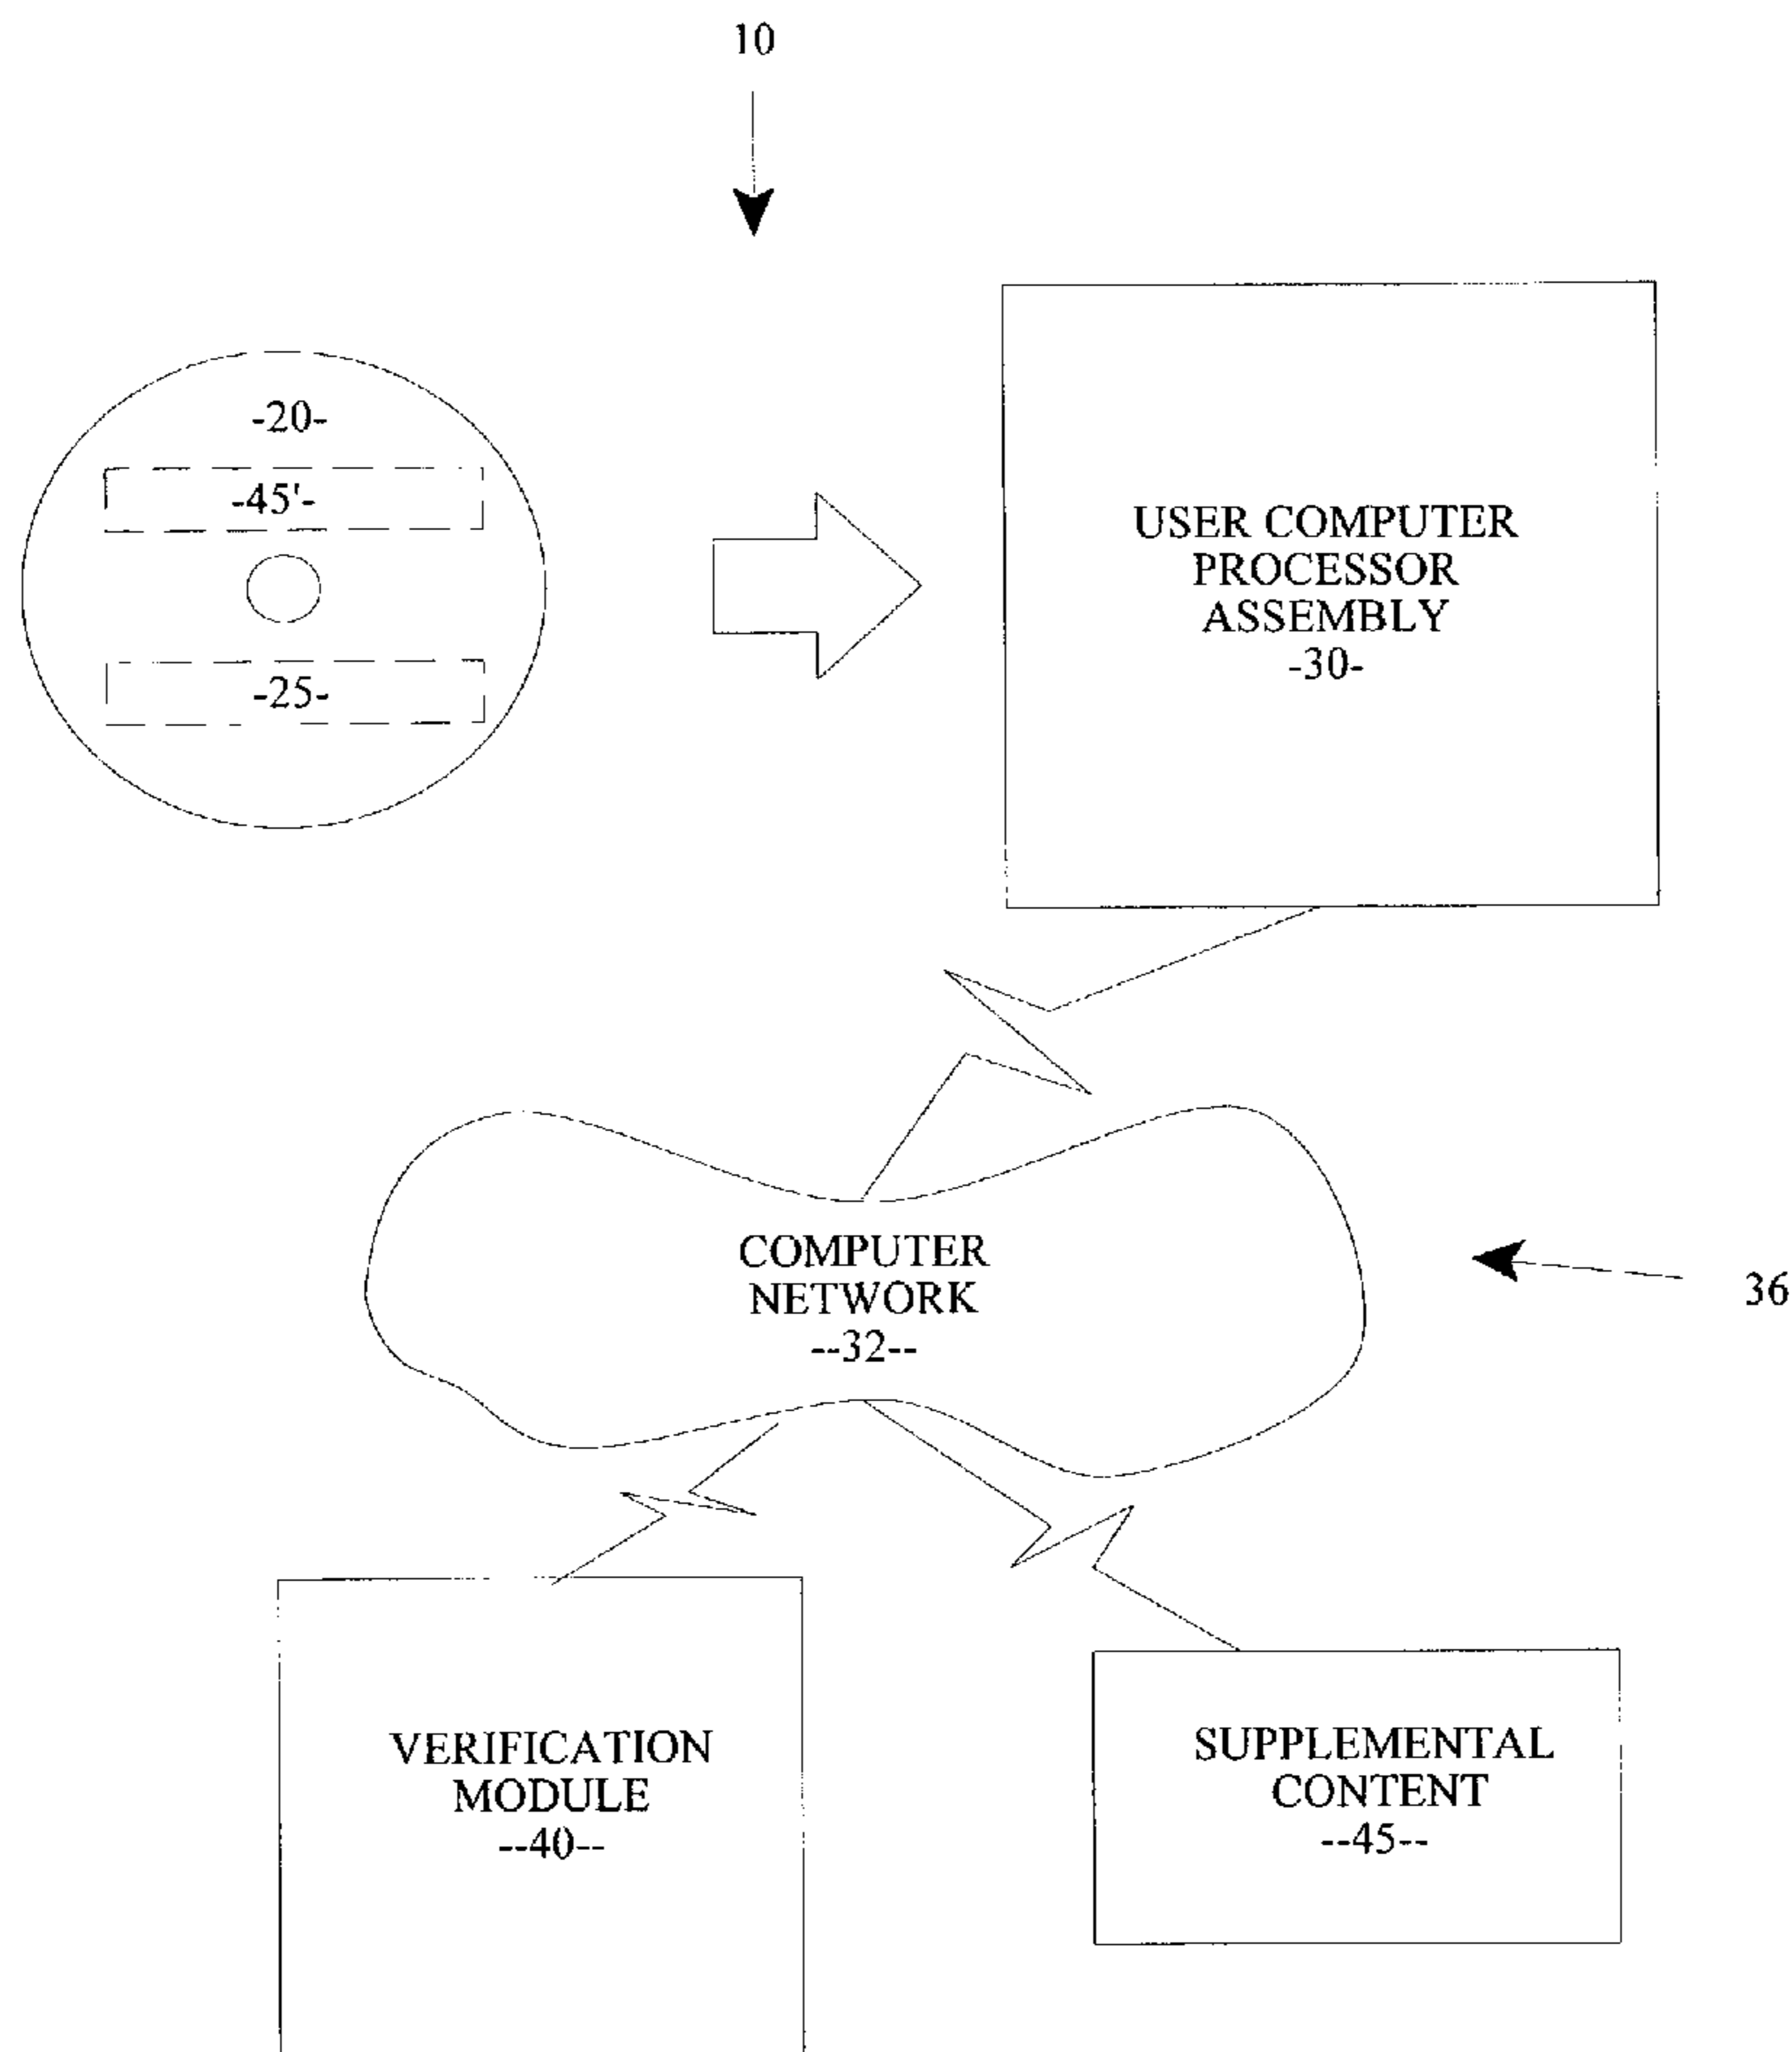 10
-20-
-45'-
-25-
USER COMPUTER
PROCESSOR
ASSEMBLY
-30-
COMPUTER
NETWORK
--32--
36
VERIFICATION
MODULE
--40--
SUPPLEMENTAL
CONTENT
--45--